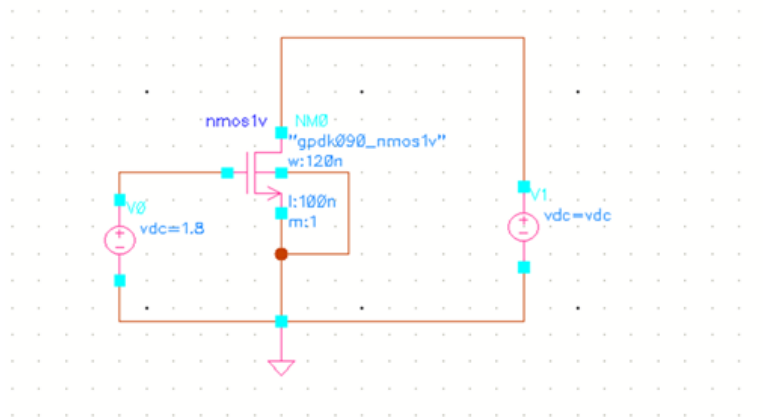 nmos1v NM0
"gpdk090_nmos1v"
w:120n
l:100n
m:1
V0
vdc=1.8
V1
vdc=vdc